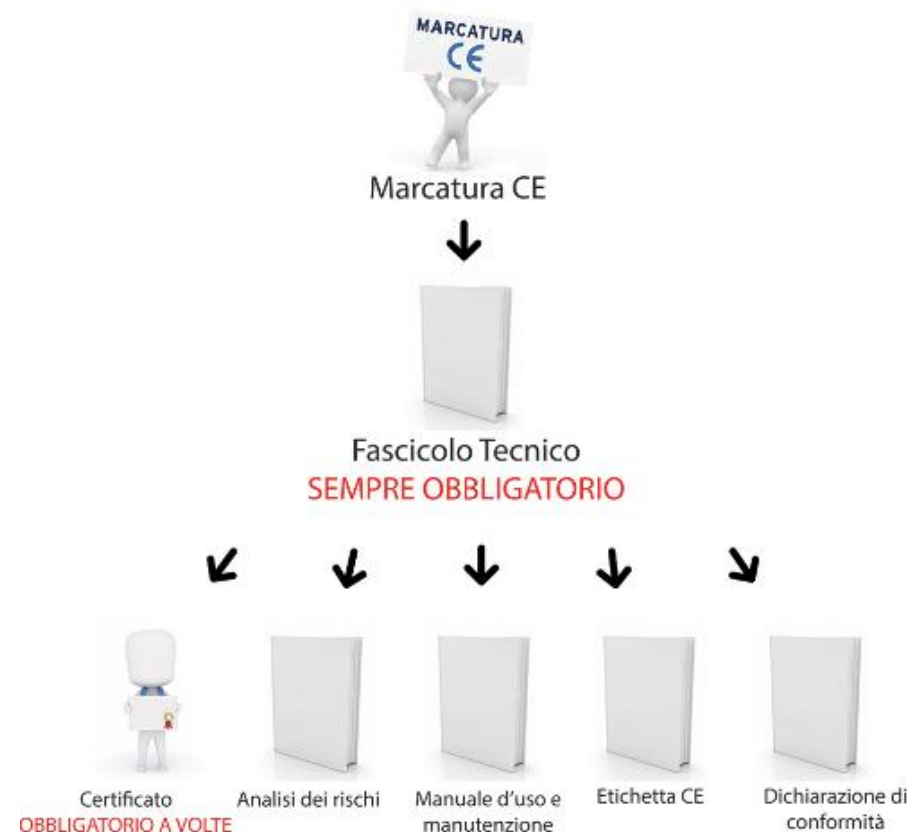 MARCATURA
CE
Marcatura CE
Fascicolo Tecnico
SEMPRE OBBLIGATORIO
Certificato
OBBLIGATORIO A VOLTE
Analisi dei rischi
Manuale d'uso e
manutenzione
Etichetta CE
Dichiarazione di
conformità